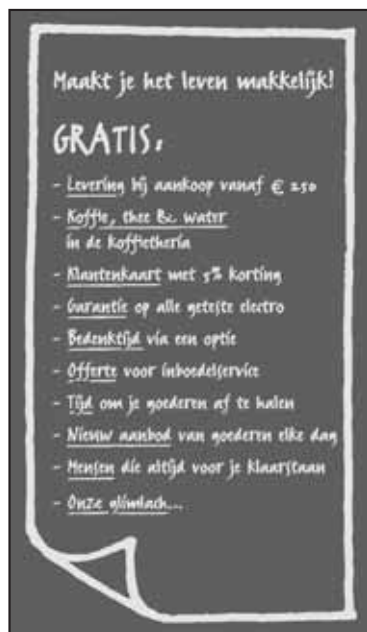 Maakt je het leven makkelijk!
GRATIS:
- Levering bij aankoop vanaf € 250
- Koffie, thee & water
in de koffietheria
- Klantenkaart met 5% korting
- Garantie op alle geteste electro
- Bedenktijd via een optie
- Offerte voor inboedelservice
- Tijd om je goederen af te halen
- Nieuw aanbod van goederen elke dag
- Mensen die altijd voor je klaarstaan
- Onze glimlach...